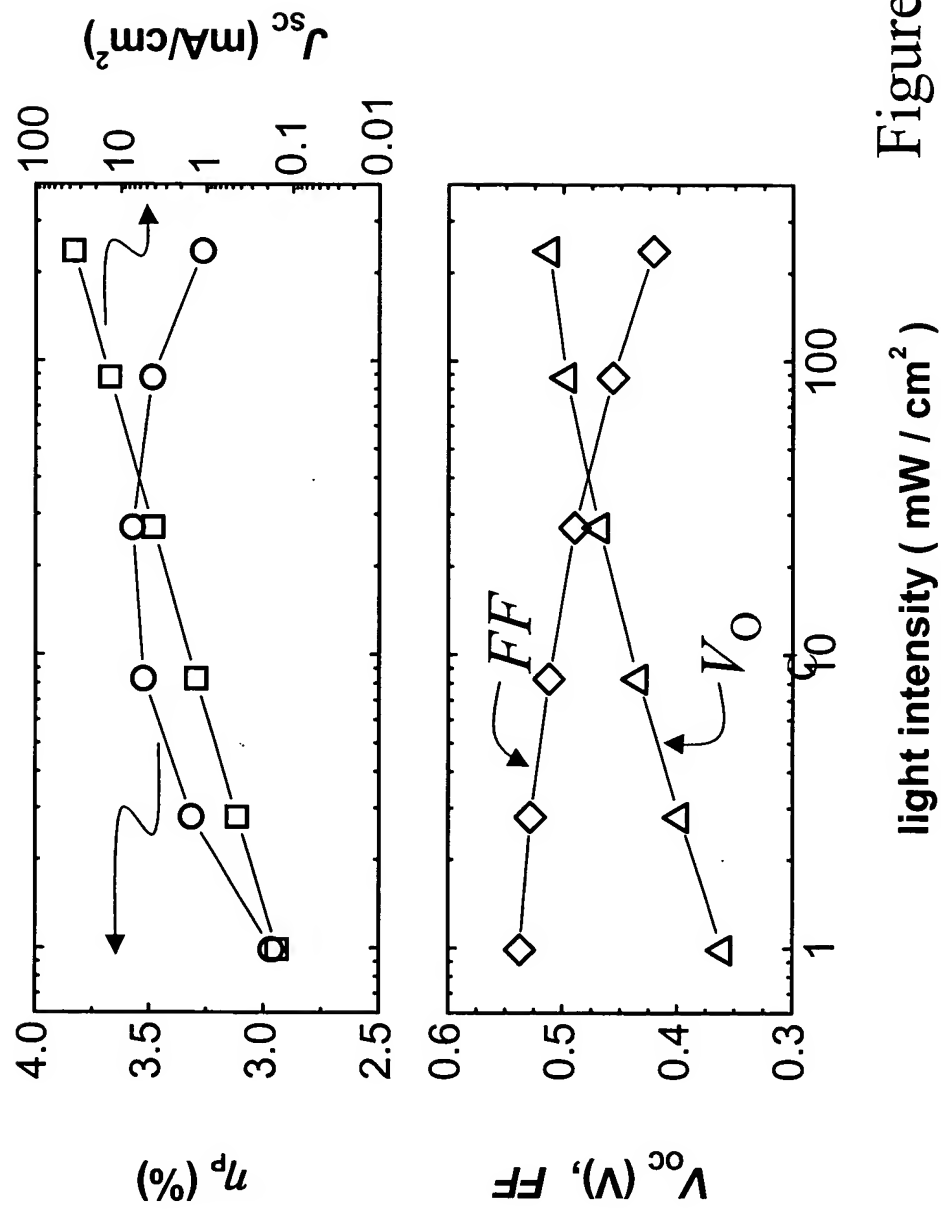 η_p (%)
4.0
3.5
3.0
2.5
J_SC (mA/cm²)
100
10
1
0.1
0.01
V_oc (V), FF
0.6
0.5
0.4
0.3
FF
V_O
C
1
10
100
light intensity ( mW / cm² )
Figure